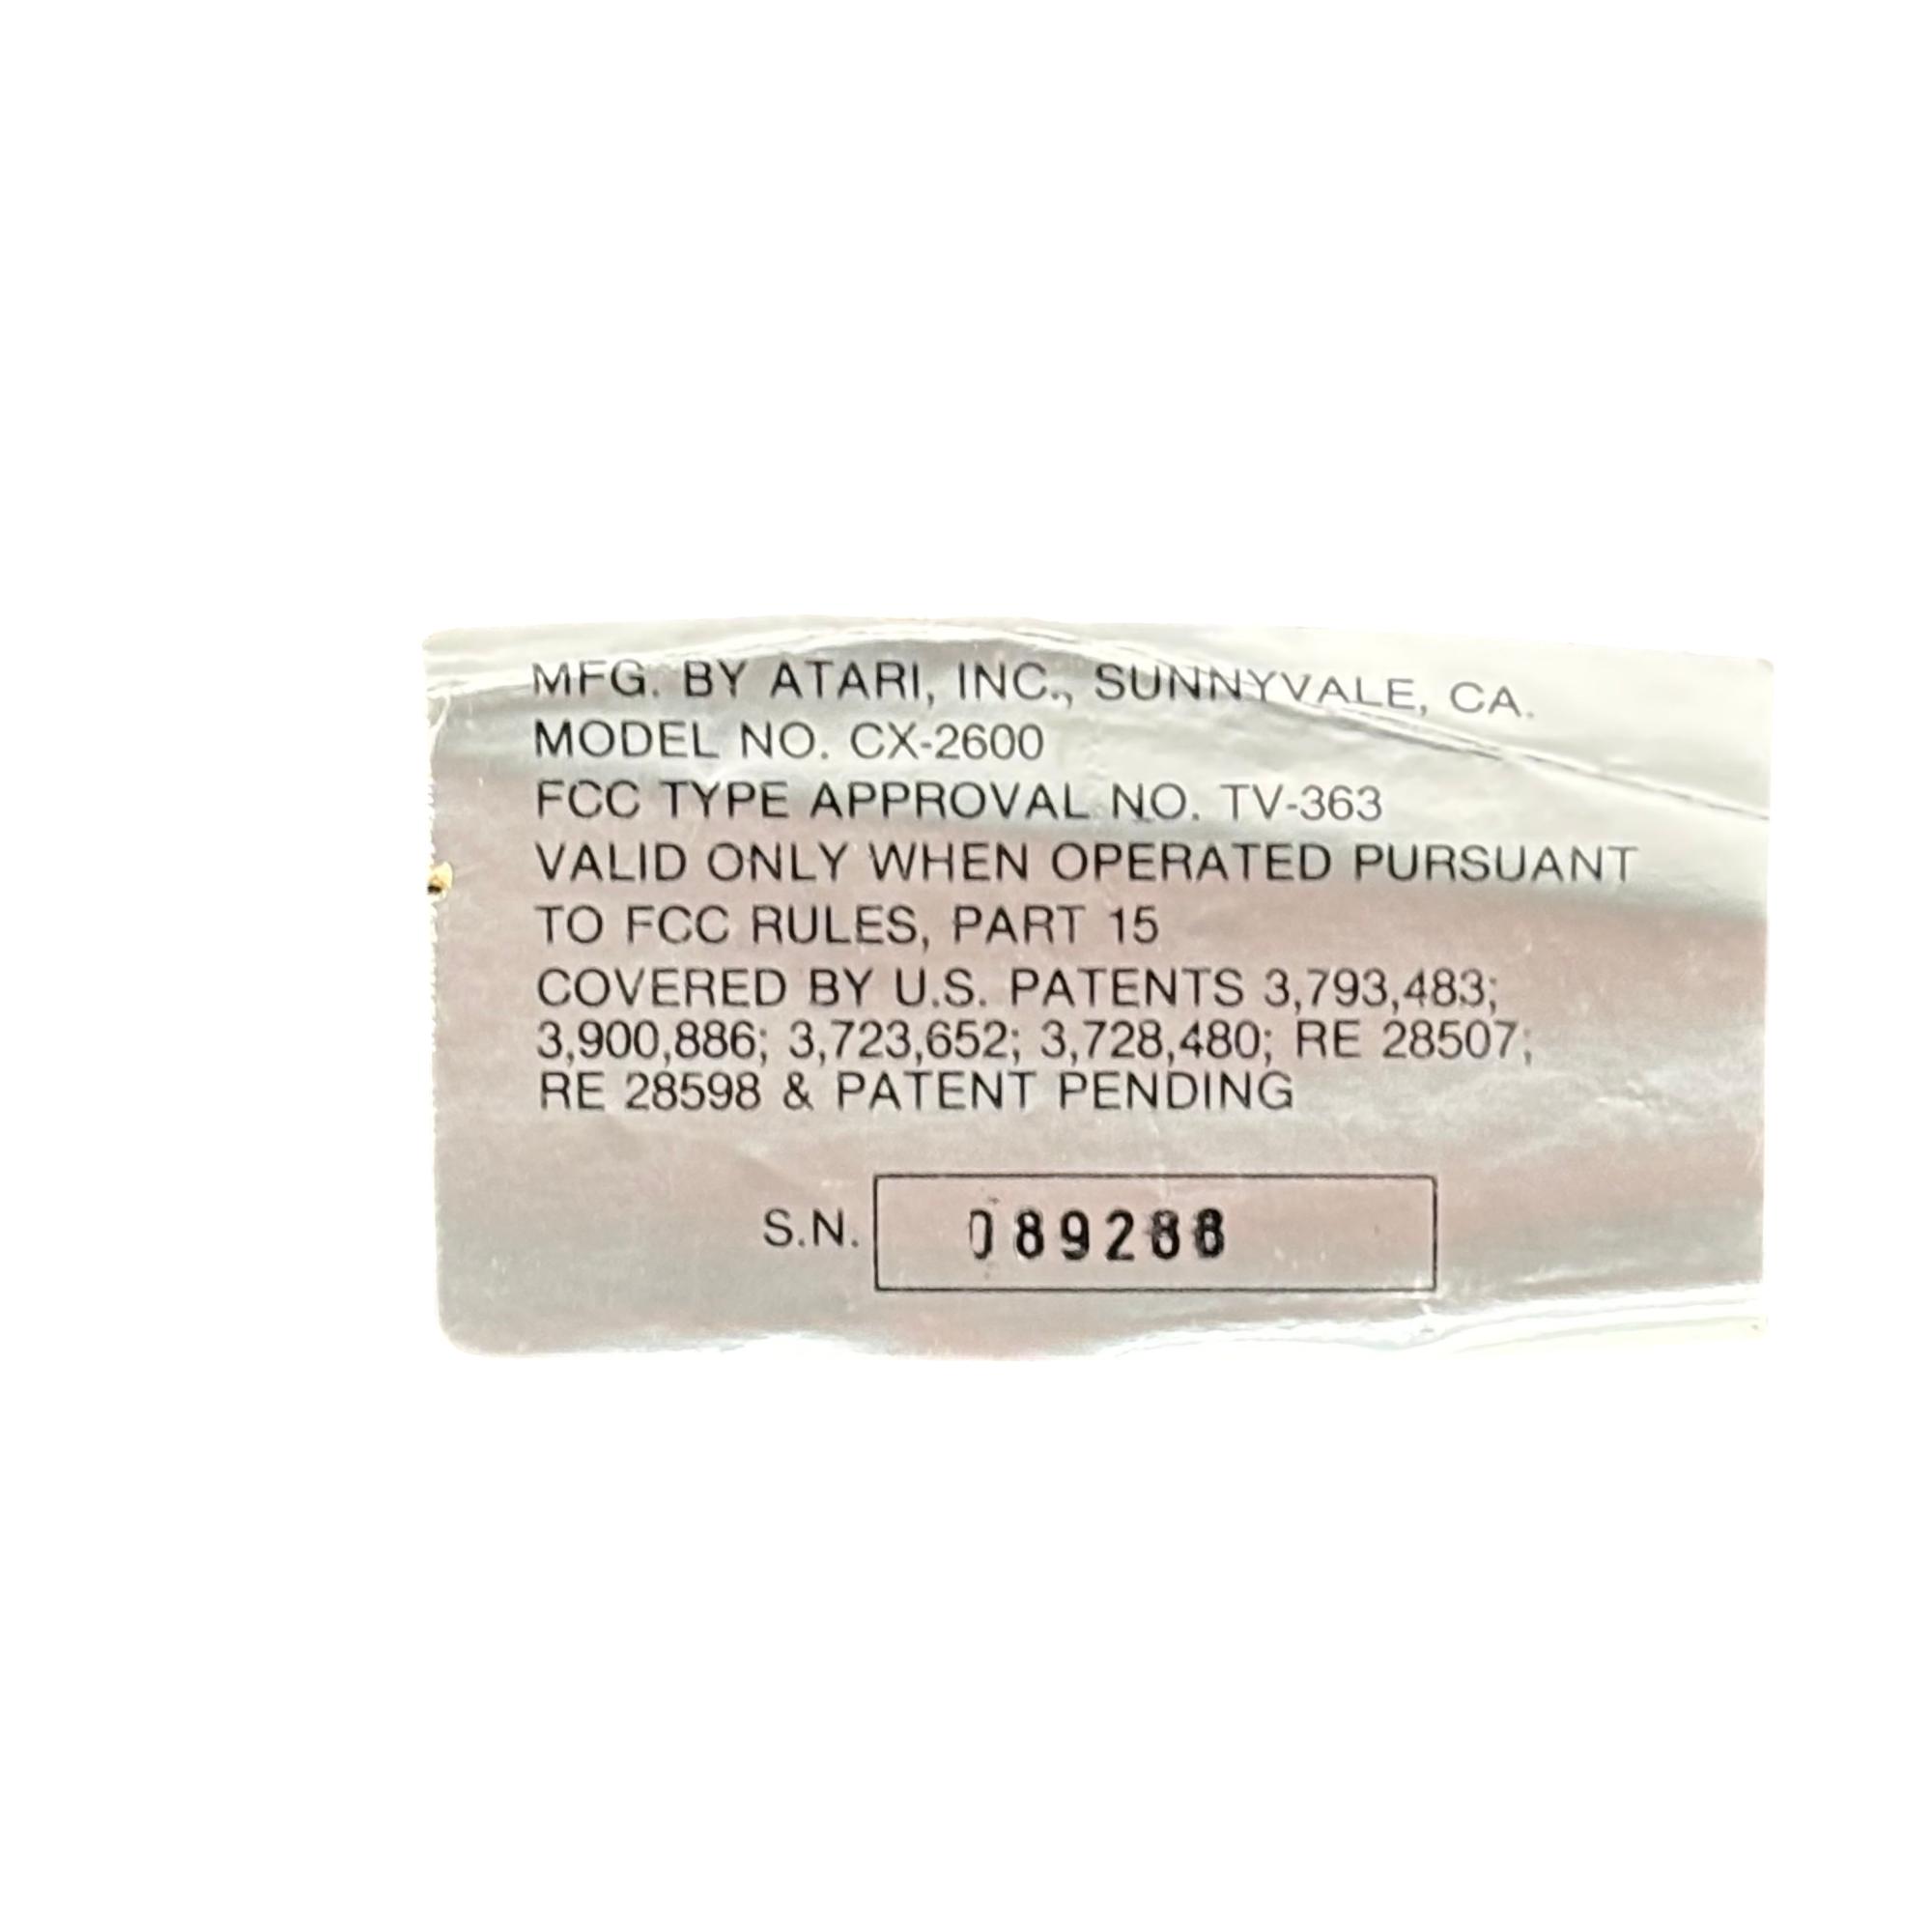 MFG. BY ATARI, INC., SUNNYVALE, CA.
MODEL NO. CX-2600
FCC TYPE APPROVAL NO. TV-363
VALID ONLY WHEN OPERATED PURSUANT
TO FCC RULES, PART 15
COVERED BY U.S. PATENTS 3,793,483;
3,900,886; 3,723,652; 3,728,480; RE 28507;
RE 28598 & PATENT PENDING
S.N. 089288